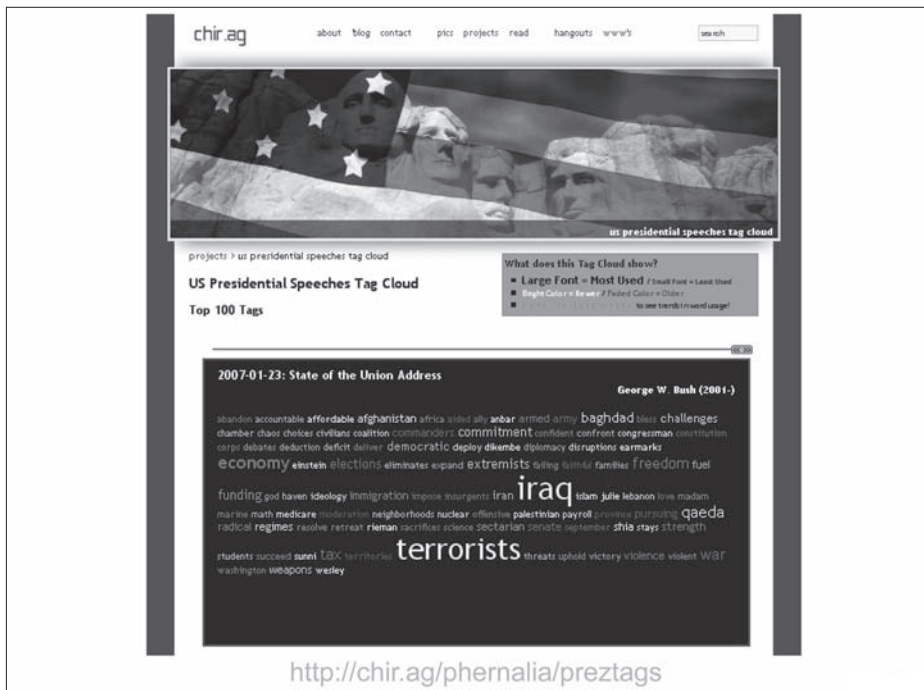 chir.ag
about blog contact pics projects read hangouts www's
search
us presidential speeches tag cloud
projects > us presidential speeches tag cloud
US Presidential Speeches Tag Cloud
Top 100 Tags
What does this Tag Cloud show?
Large Font = Most Used / Small Font = Least Used
Bright Color = Newer / Faded Color = Older
to see trends in word usage!
2007-01-23: State of the Union Address
George W. Bush (2001-)
abandon accountable affordable afghanistan africa aided ally anbar armed army baghdad bless challenges
chamber chaos choices civilians coalition commanders commitment confident confront congressman constitution
corps debates deduction deficit deliver democratic deploy dikembe diplomacy disruptions earmarks
economy einstein elections eliminates expand extremists failing faithful families freedom fuel
funding god haven ideology immigration impose insurgents iran iraq islam julie lebanon love madam
marine math medicare moderation neighborhoods nuclear offensive palestinian payroll province pursuing qaeda
radical regimes resolve retreat rieman sacrifices science sectarian senate september shia stays strength
students succeed sunni tax territories terrorists threats uphold victory violence violent war
washington weapons wesley
http://chir.ag/phernalia/preztags